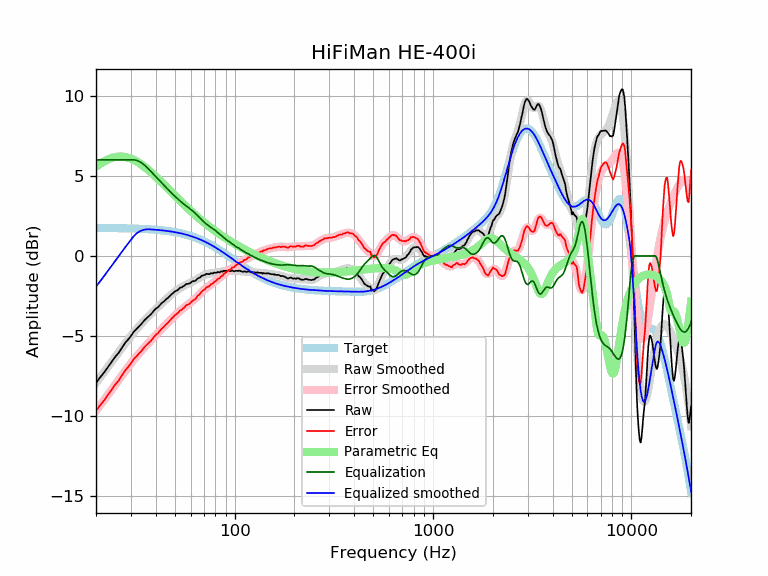 HiFiMan HE-400i
Amplitude (dBr)
10
5
0
−5
−10
−15
Target
Raw Smoothed
Error Smoothed
Raw
Error
Parametric Eq
Equalization
Equalized smoothed
100 1000 10000
Frequency (Hz)